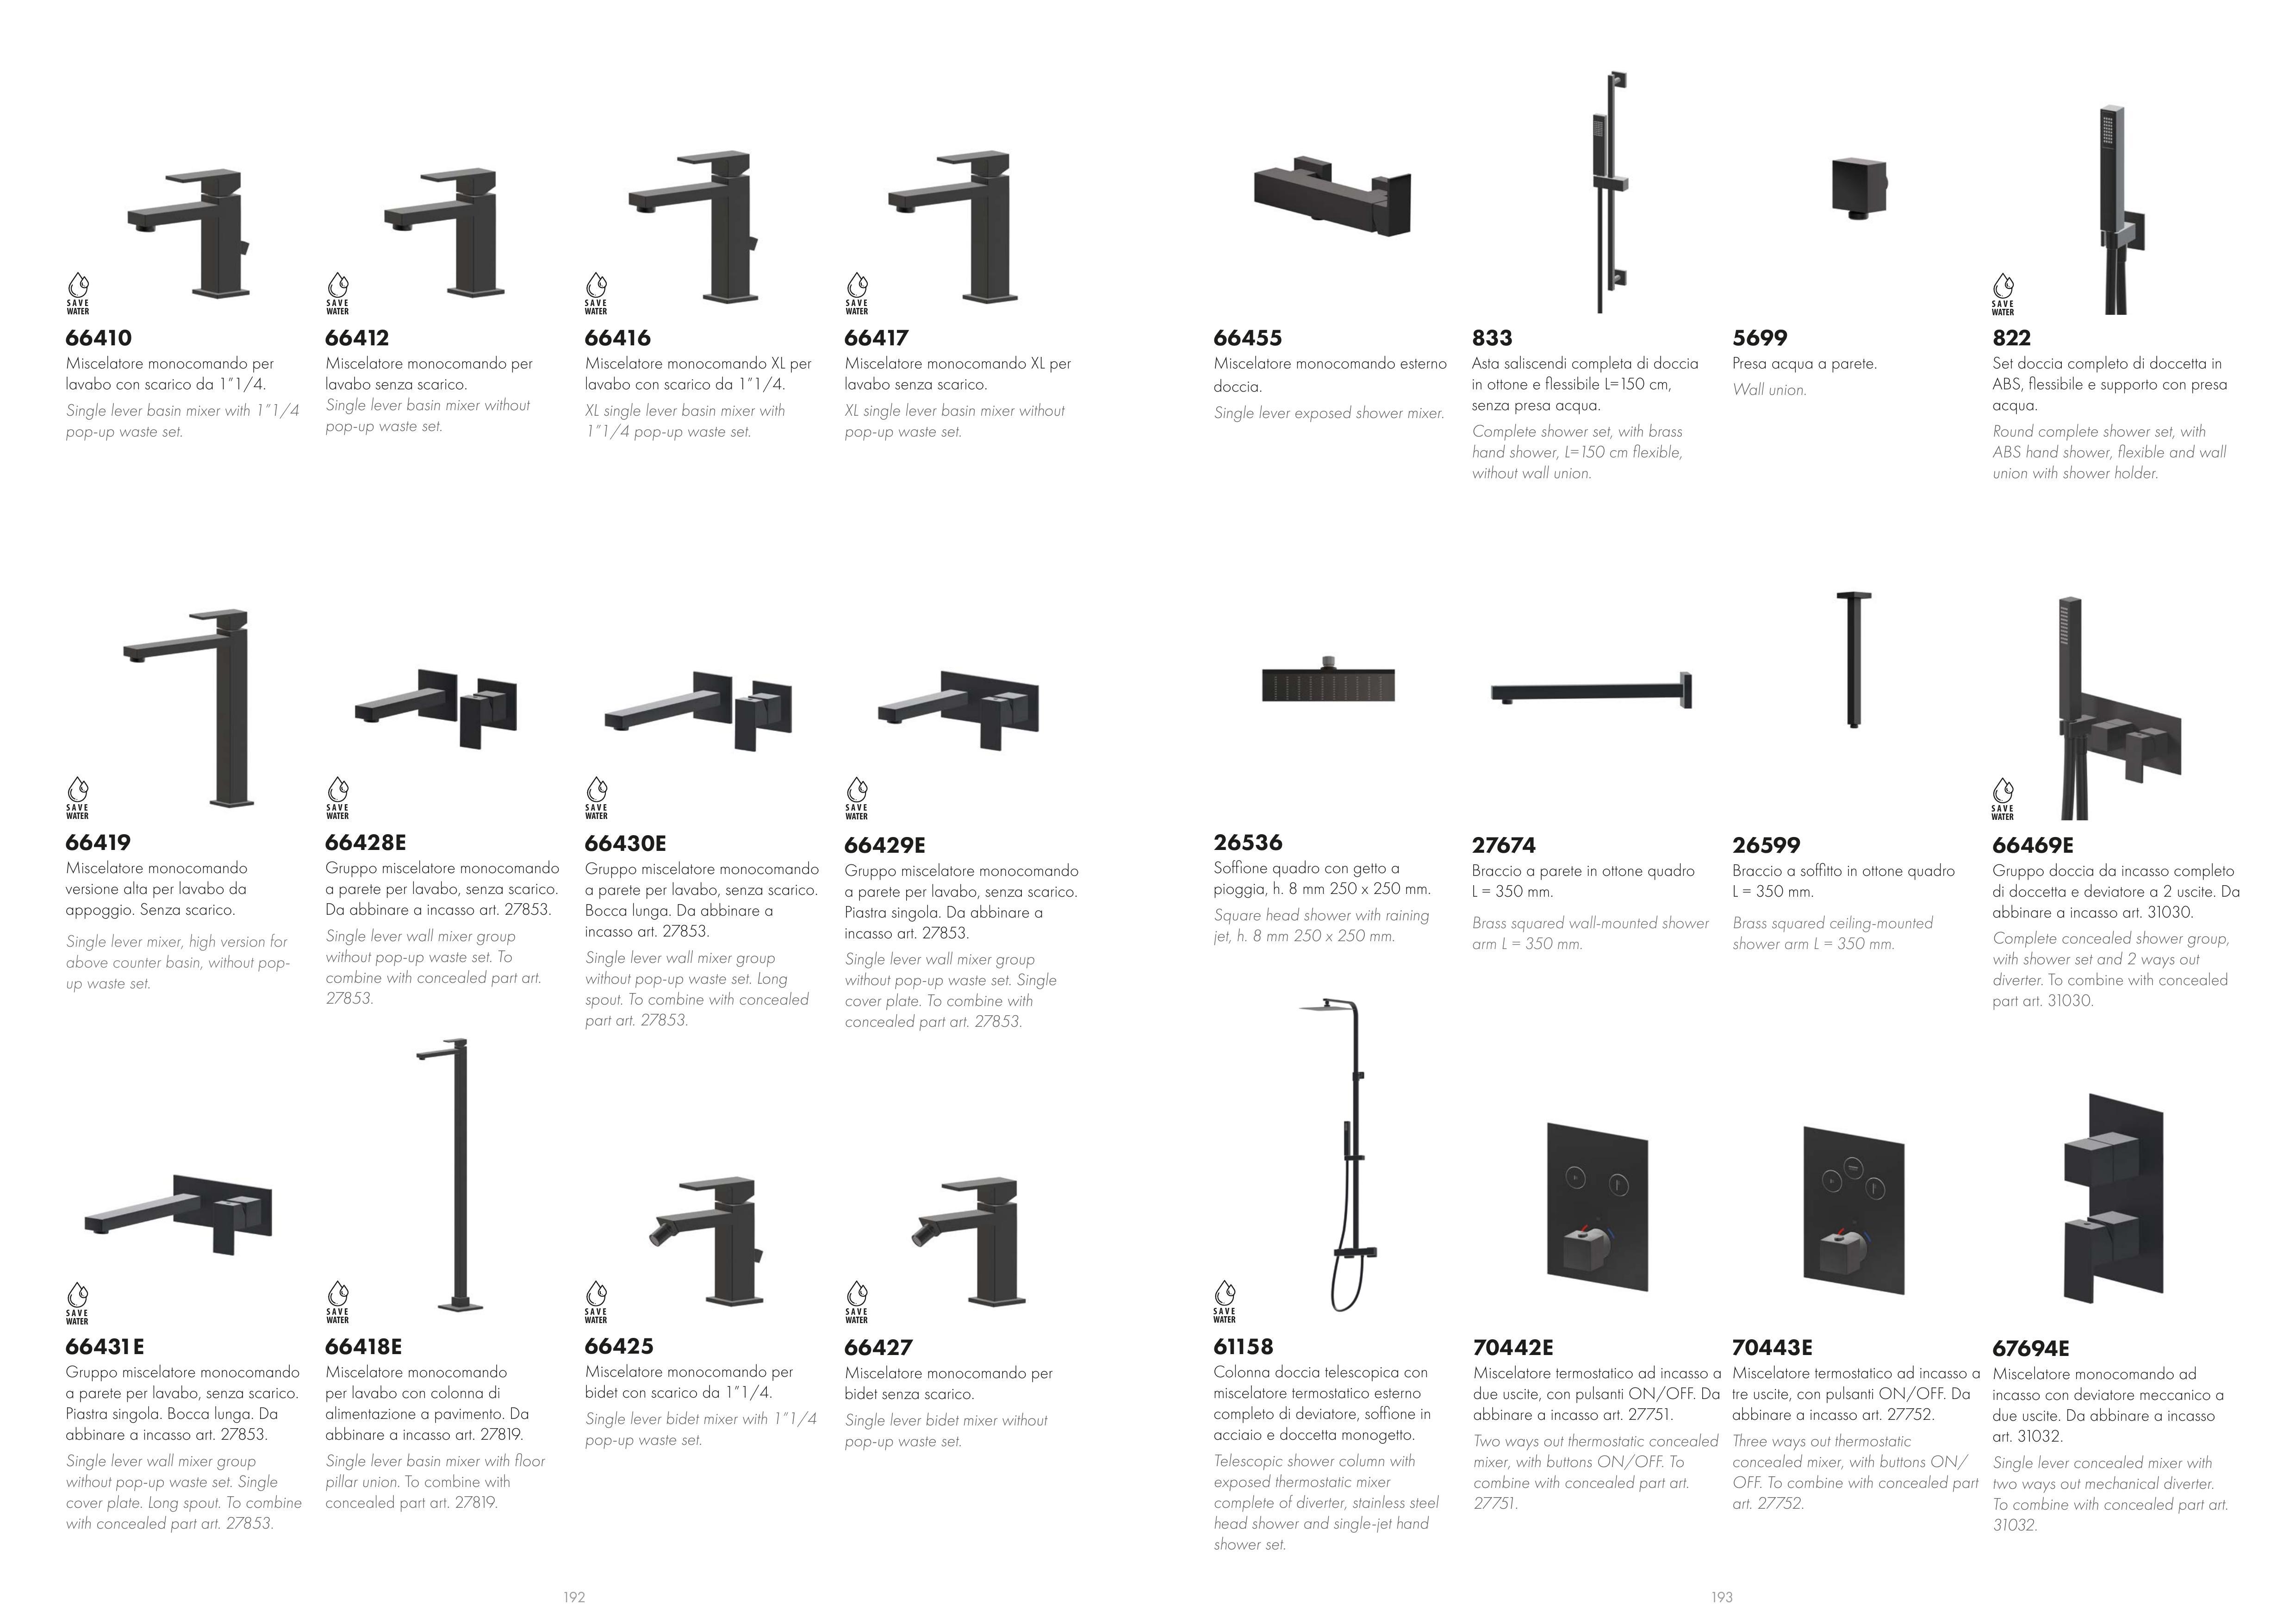 SAVE
WATER
66410
Miscelatore monocomando per
lavabo con scarico da 1”1/4.
Single lever basin mixer with 1”1/4
pop-up waste set.
SAVE
WATER
66412
Miscelatore monocomando per
lavabo senza scarico.
Single lever basin mixer without
pop-up waste set.
SAVE
WATER
66416
Miscelatore monocomando XL per
lavabo con scarico da 1”1/4.
XL single lever basin mixer with
1”1/4 pop-up waste set.
SAVE
WATER
66417
Miscelatore monocomando XL per
lavabo senza scarico.
XL single lever basin mixer without
pop-up waste set.
SAVE
WATER
66419
Miscelatore monocomando
versione alta per lavabo da
appoggio. Senza scarico.
Single lever mixer, high version for
above counter basin, without pop-
up waste set.
SAVE
WATER
66428E
Gruppo miscelatore monocomando
a parete per lavabo, senza scarico.
Da abbinare a incasso art. 27853.
Single lever wall mixer group
without pop-up waste set. To
combine with concealed part art.
27853.
SAVE
WATER
66430E
Gruppo miscelatore monocomando
a parete per lavabo, senza scarico.
Bocca lunga. Da abbinare a
incasso art. 27853.
Single lever wall mixer group
without pop-up waste set. Long
spout. To combine with concealed
part art. 27853.
SAVE
WATER
66429E
Gruppo miscelatore monocomando
a parete per lavabo, senza scarico.
Piastra singola. Da abbinare a
incasso art. 27853.
Single lever wall mixer group
without pop-up waste set. Single
cover plate. To combine with
concealed part art. 27853.
SAVE
WATER
66431E
Gruppo miscelatore monocomando
a parete per lavabo, senza scarico.
Piastra singola. Bocca lunga. Da
abbinare a incasso art. 27853.
Single lever wall mixer group
without pop-up waste set. Single
cover plate. Long spout. To combine
with concealed part art. 27853.
SAVE
WATER
66418E
Miscelatore monocomando
per lavabo con colonna di
alimentazione a pavimento. Da
abbinare a incasso art. 27819.
Single lever basin mixer with floor
pillar union. To combine with
concealed part art. 27819.
SAVE
WATER
66425
Miscelatore monocomando per
bidet con scarico da 1”1/4.
Single lever bidet mixer with 1”1/4
pop-up waste set.
SAVE
WATER
66427
Miscelatore monocomando per
bidet senza scarico.
Single lever bidet mixer without
pop-up waste set.
192
66455
Miscelatore monocomando esterno
doccia.
Single lever exposed shower mixer.
833
Asta saliscendi completa di doccia
in ottone e flessibile L=150 cm,
senza presa acqua.
Complete shower set, with brass
hand shower, L=150 cm flexible,
without wall union.
5699
Presa acqua a parete.
Wall union.
SAVE
WATER
822
Set doccia completo di doccetta in
ABS, flessibile e supporto con presa
acqua.
Round complete shower set, with
ABS hand shower, flexible and wall
union with shower holder.
26536
Soffione quadro con getto a
pioggia, h. 8 mm 250 x 250 mm.
Square head shower with raining
jet, h. 8 mm 250 x 250 mm.
27674
Braccio a parete in ottone quadro
L = 350 mm.
Brass squared wall-mounted shower
arm L = 350 mm.
26599
Braccio a soffitto in ottone quadro
L = 350 mm.
Brass squared ceiling-mounted
shower arm L = 350 mm.
SAVE
WATER
66469E
Gruppo doccia da incasso completo
di doccetta e deviatore a 2 uscite. Da
abbinare a incasso art. 31030.
Complete concealed shower group,
with shower set and 2 ways out
diverter. To combine with concealed
part art. 31030.
SAVE
WATER
61158
Colonna doccia telescopica con
miscelatore termostatico esterno
completo di deviatore, soffione in
acciaio e doccetta monogetto.
Telescopic shower column with
exposed thermostatic mixer
complete of diverter, stainless steel
head shower and single-jet hand
shower set.
70442E
Miscelatore termostatico ad incasso a
due uscite, con pulsanti ON/OFF. Da
abbinare a incasso art. 27751.
Two ways out thermostatic concealed
mixer, with buttons ON/OFF. To
combine with concealed part art.
27751.
70443E
Miscelatore termostatico ad incasso a
tre uscite, con pulsanti ON/OFF. Da
abbinare a incasso art. 27752.
Three ways out thermostatic
concealed mixer, with buttons ON/
OFF. To combine with concealed part
art. 27752.
67694E
Miscelatore monocomando ad
incasso con deviatore meccanico a
due uscite. Da abbinare a incasso
art. 31032.
Single lever concealed mixer with
two ways out mechanical diverter.
To combine with concealed part art.
31032.
193